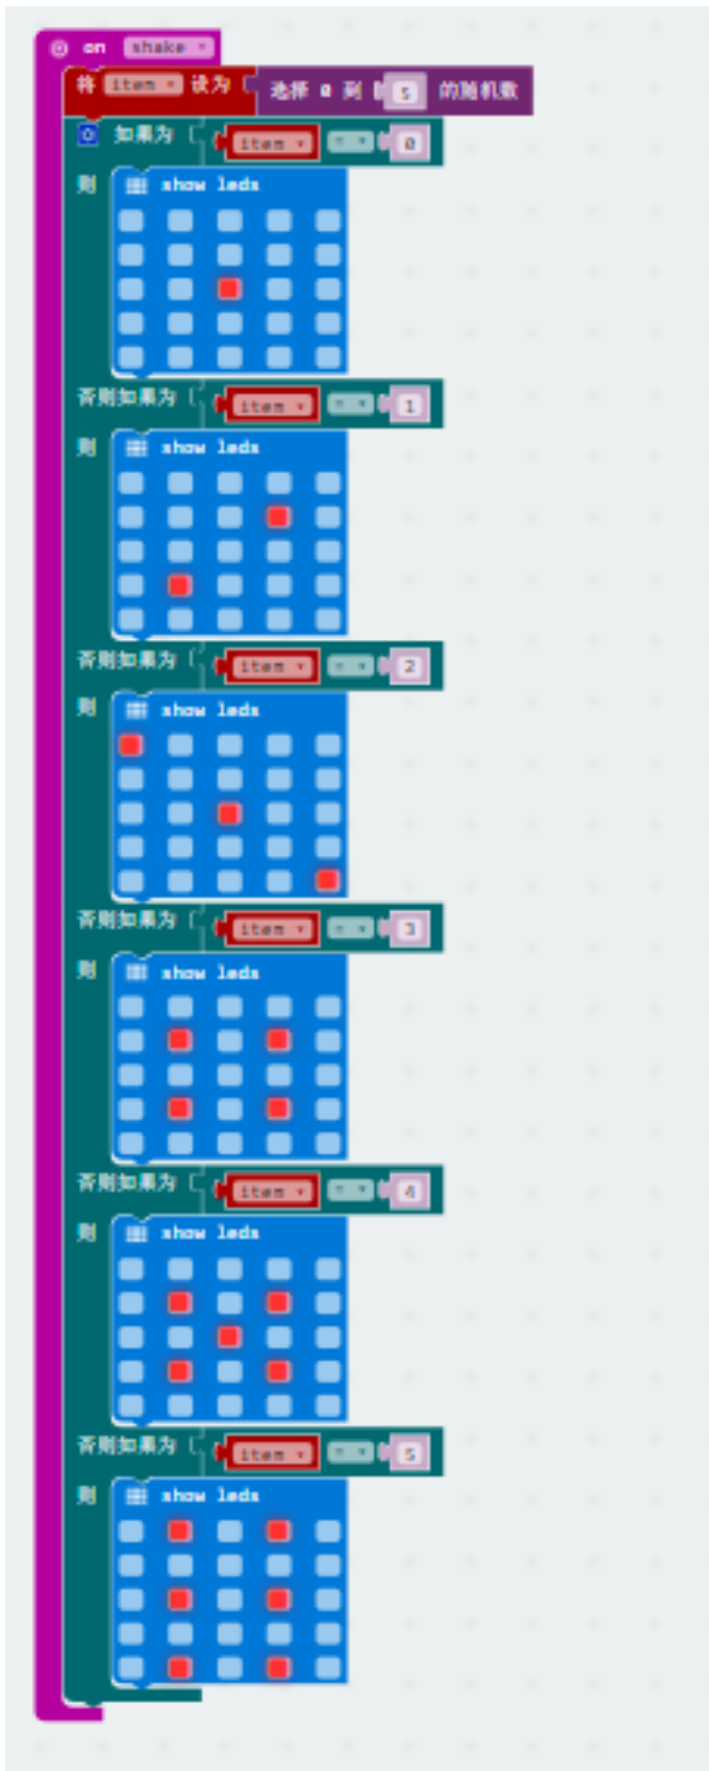 on shake
将 item 设为 选择 0 到 5 的随机数
如果为 item = 0
则 show leds
否则如果为 item = 1
则 show leds
否则如果为 item = 2
则 show leds
否则如果为 item = 3
则 show leds
否则如果为 item = 4
则 show leds
否则如果为 item = 5
则 show leds